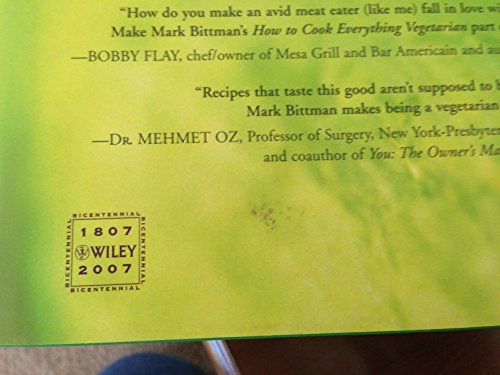 "How do you make an avid meat eater (like me) fall in love
Make Mark Bittman's How to Cook Everything Vegetarian part
—BOBBY FLAY, chef/owner of Mesa Grill and Bar Americain and
"Recipes that taste this good aren't supposed to
Mark Bittman makes being a vegetarian
—DR. MEHMET OZ, Professor of Surgery, New
and coauthor of You: The Owner's
BICENTENNIAL
BICENTENNIAL
1807
WILEY
2007
BICENTENNIAL
BICENTENNIAL